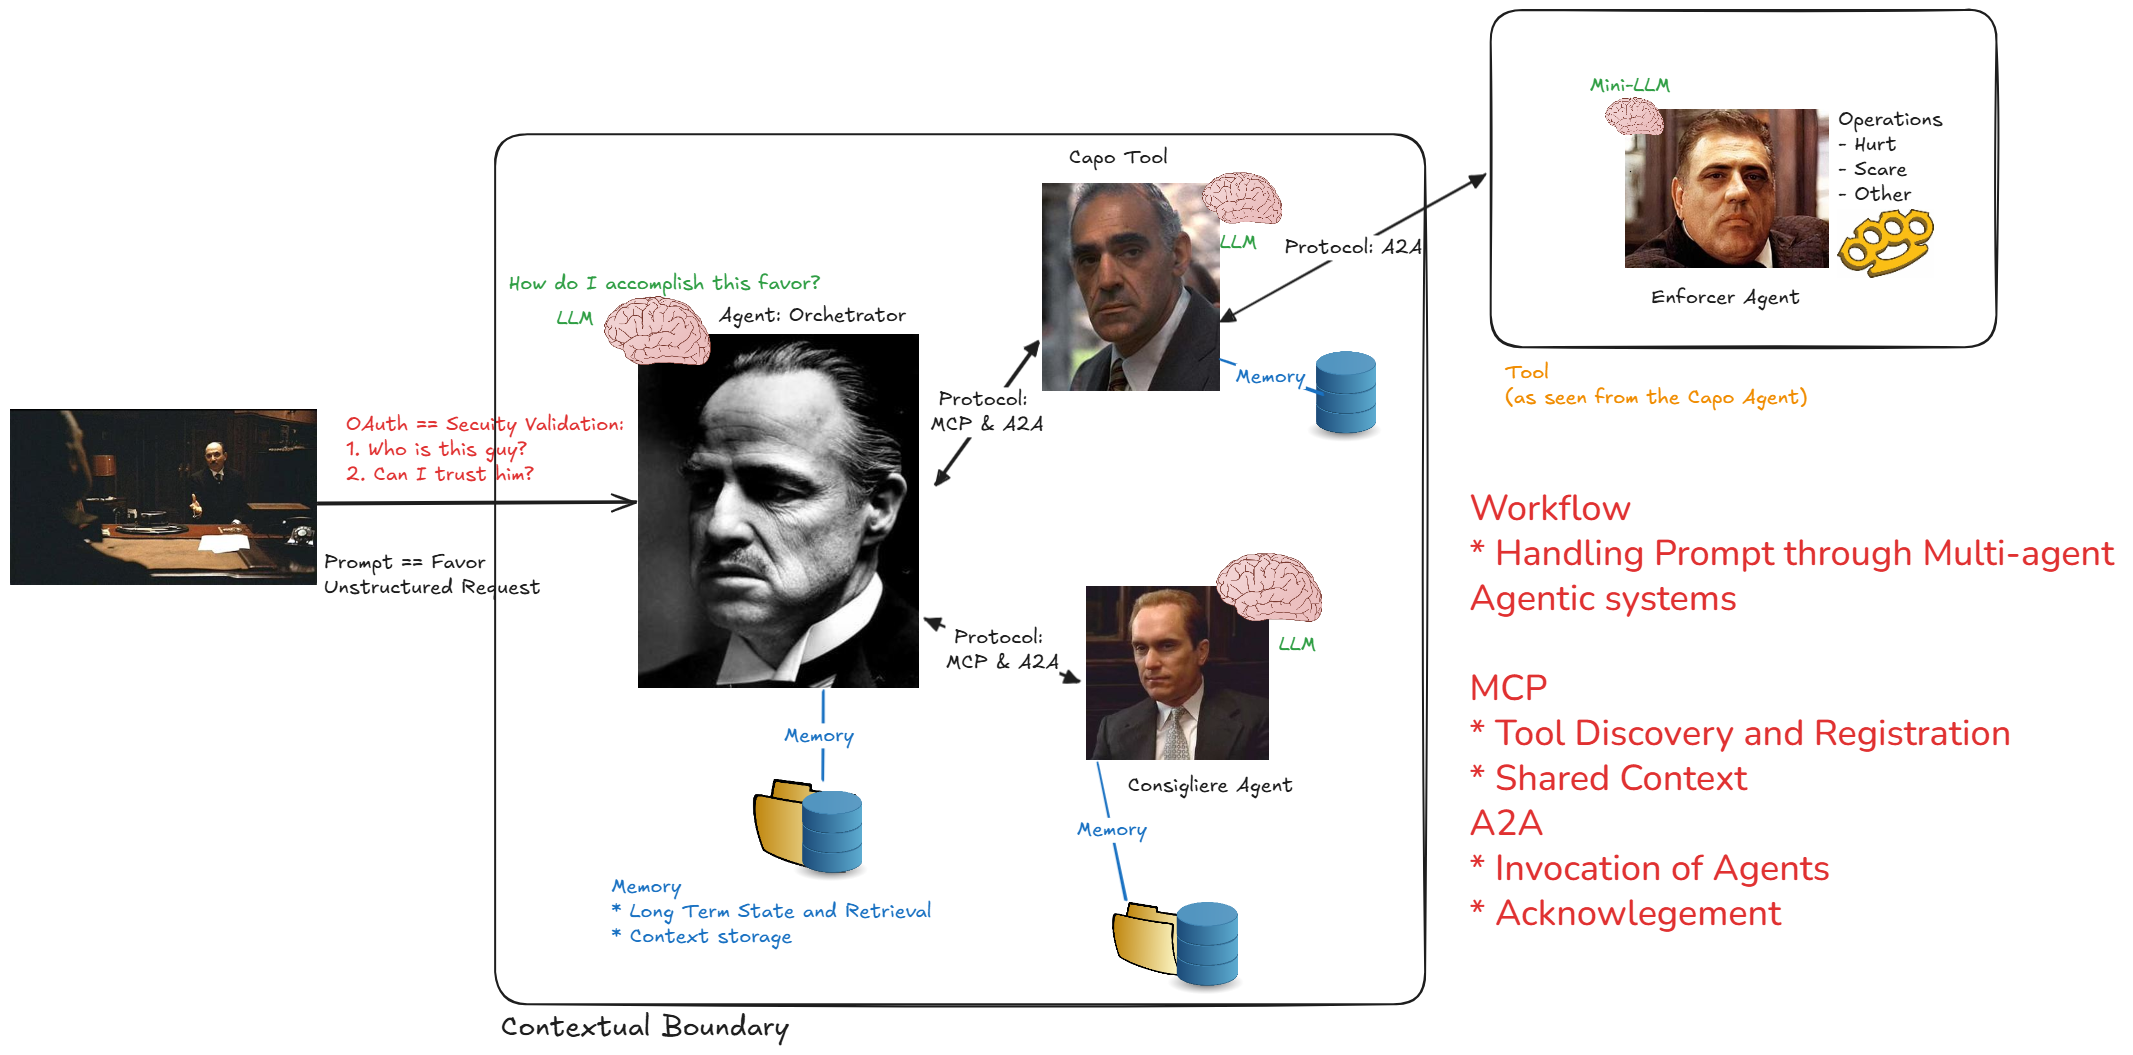 Mini-LLM
Operations
- Hurt
- Scare
- Other
Enforcer Agent
Tool
(as seen from the Capo Agent)
Capo Tool
LLM
Protocol: A2A
Memory
How do I accomplish this favor?
LLM
Agent: Orchetrator
Protocol:
MCP & A2A
OAuth == Secuity Validation:
1. Who is this guy?
2. Can I trust him?
Prompt == Favor
Unstructured Request
Protocol:
MCP & A2A
LLM
Consigliere Agent
Memory
Memory
Memory
* Long Term State and Retrieval
* Context storage
Contextual Boundary
Workflow
* Handling Prompt through Multi-agent
Agentic systems
MCP
* Tool Discovery and Registration
* Shared Context
A2A
* Invocation of Agents
* Acknowlegement